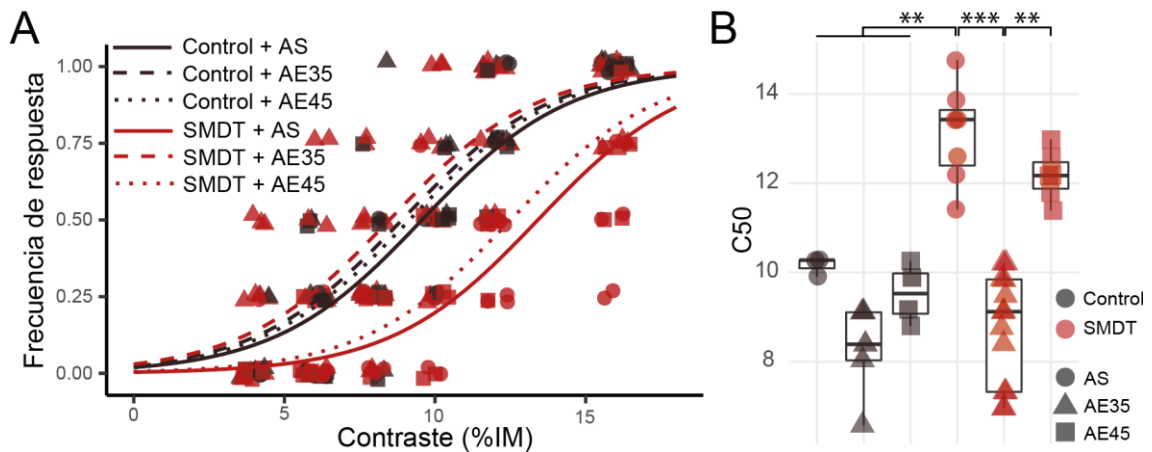 A
Control + AS
Control + AE35
Control + AE45
SMDT + AS
SMDT + AE35
SMDT + AE45
Frecuencia de respuesta
1.00
0.75
0.50
0.25
0.00
0
5
10
15
Contraste (%IM)
B
** *** **
C50
14
12
10
8
Control
SMDT
AS
AE35
AE45